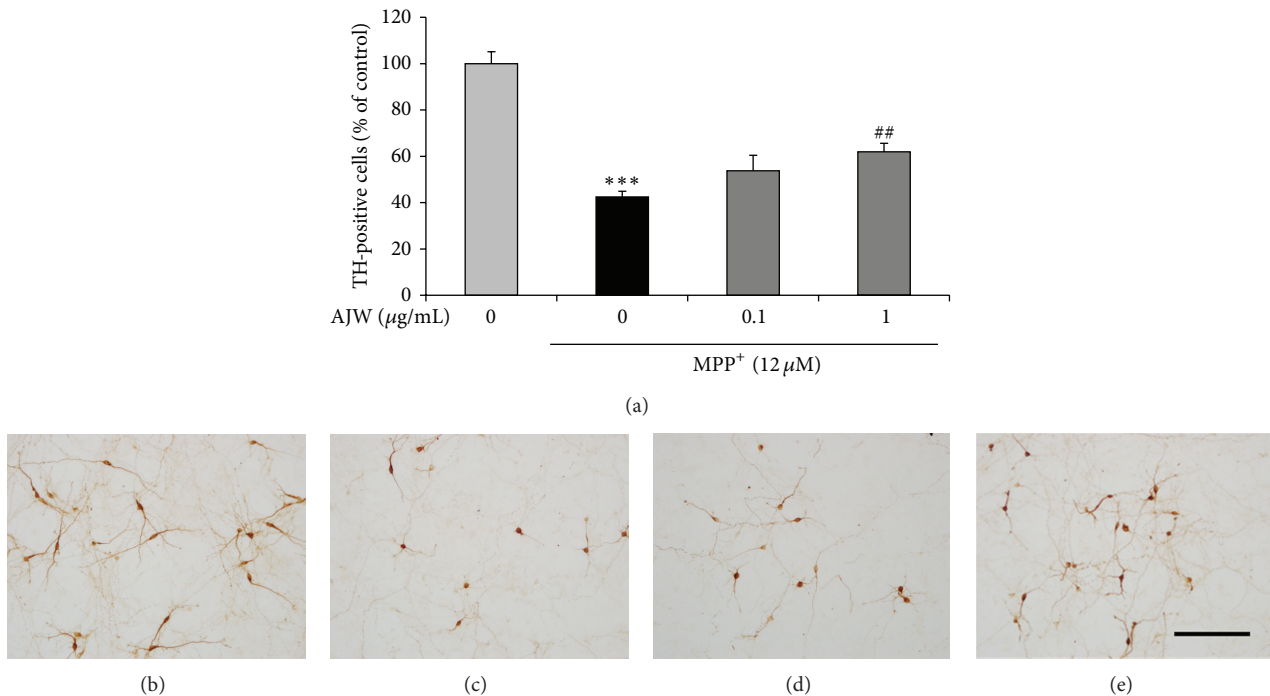 120
100
80
60
40
20
0
TH-positive cells (% of control)
***
##
AJW (μg/mL) 0 0 0.1 1
MPP⁺ (12 μM)
(a)
(b) (c) (d) (e)